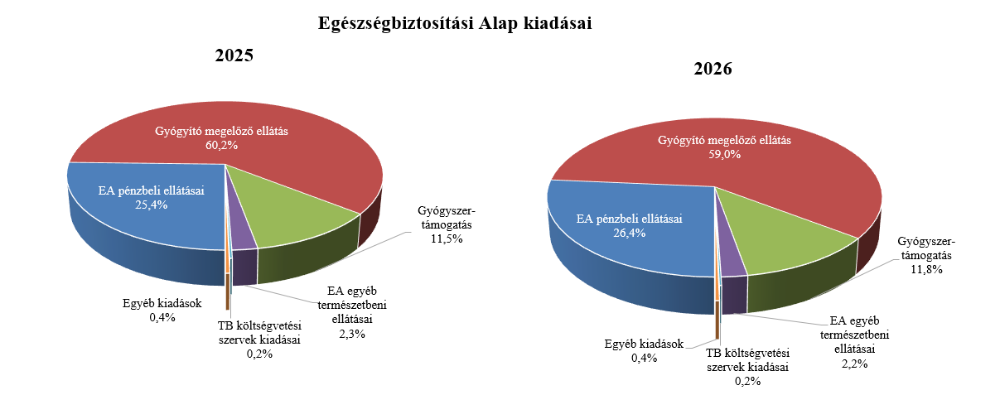 Egészségbiztosítási Alap kiadásai
2025
Gyógyító megelőző ellátás
60,2%
EA pénzbeli ellátásai
25,4%
Gyógyszer-
támogatás
11,5%
EA egyéb
természetbeni
ellátásai
2,3%
Egyéb kiadások
0,4%
TB költségvetési
szervek kiadásai
0,2%
2026
Gyógyító megelőző ellátás
59,0%
EA pénzbeli ellátásai
26,4%
Gyógyszer-
támogatás
11,8%
EA egyéb
természetbeni
ellátásai
2,2%
Egyéb kiadások
0,4%
TB költségvetési
szervek kiadásai
0,2%